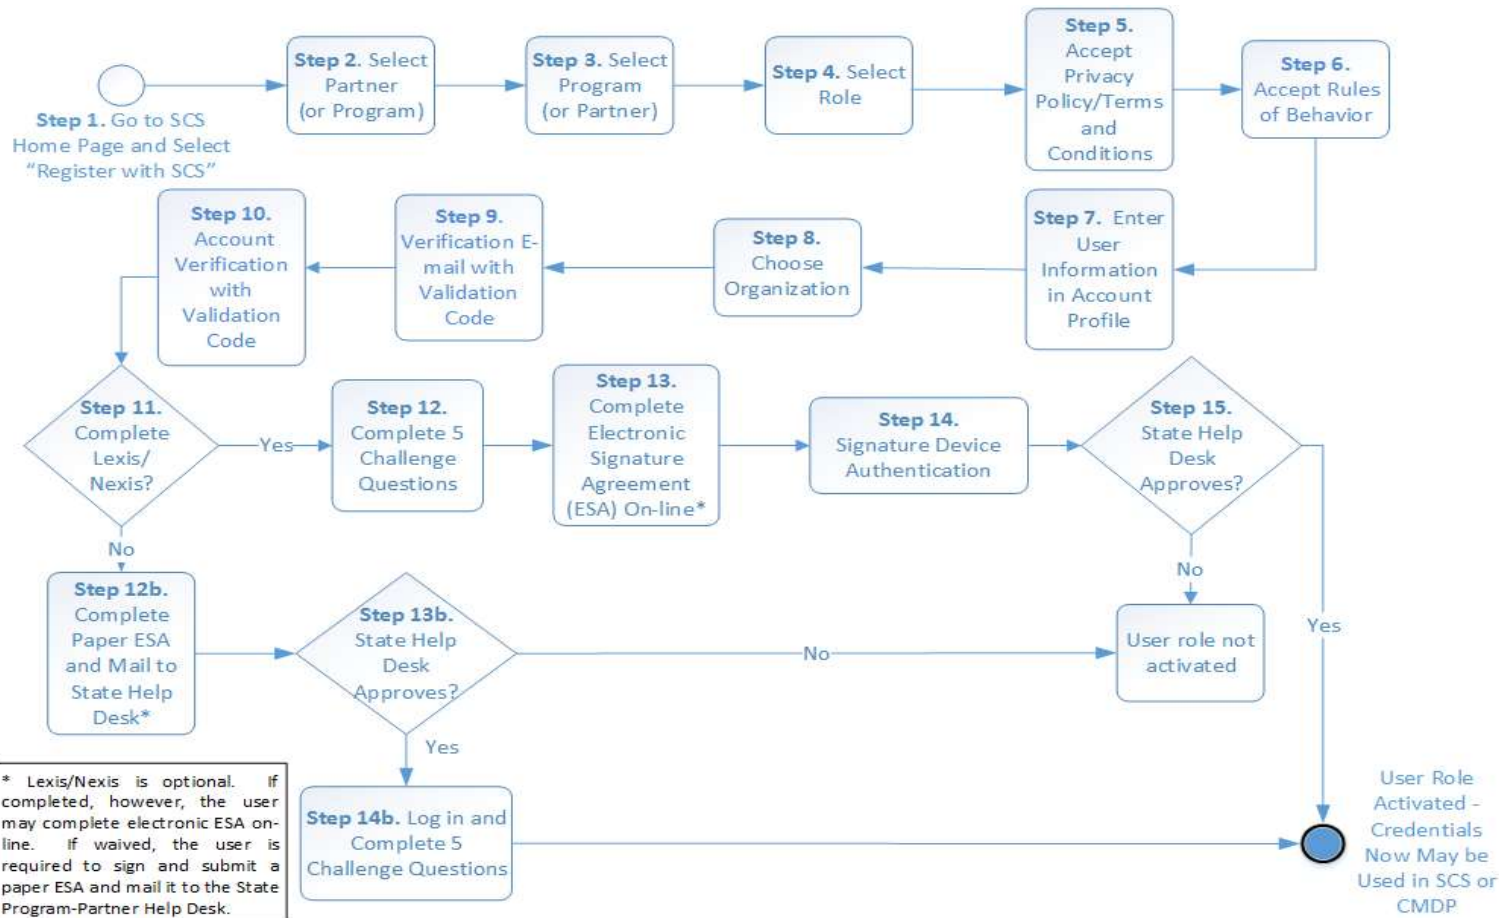 Step 1. Go to SCS
Home Page and Select
“Register with SCS”
Step 2. Select
Partner
(or Program)
Step 3. Select
Program
(or Partner)
Step 4. Select
Role
Step 5.
Accept
Privacy
Policy/Terms
and
Conditions
Step 6.
Accept Rules
of Behavior
Step 7. Enter
User
Information
in Account
Profile
Step 8.
Choose
Organization
Step 9.
Verification E-
mail with
Validation
Code
Step 10.
Account
Verification
with
Validation
Code
Step 11.
Complete
Lexis/
Nexis?
Yes
No
Step 12.
Complete 5
Challenge
Questions
Step 13.
Complete
Electronic
Signature
Agreement
(ESA) On-line*
Step 14.
Signature Device
Authentication
Step 15.
State Help
Desk
Approves?
No
Yes
Step 12b.
Complete
Paper ESA
and Mail to
State Help
Desk*
Step 13b.
State Help
Desk
Approves?
No
Yes
User role not
activated
Step 14b. Log in and
Complete 5
Challenge Questions
User Role
Activated -
Credentials
Now May be
Used in SCS or
CMDP
* Lexis/Nexis is optional. If
completed, however, the user
may complete electronic ESA on-
line. If waived, the user is
required to sign and submit a
paper ESA and mail it to the State
Program-Partner Help Desk.